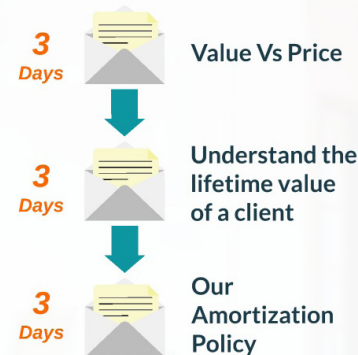 3
Days
Value Vs Price
3
Days
Understand the
lifetime value
of a client
3
Days
Our
Amortization
Policy